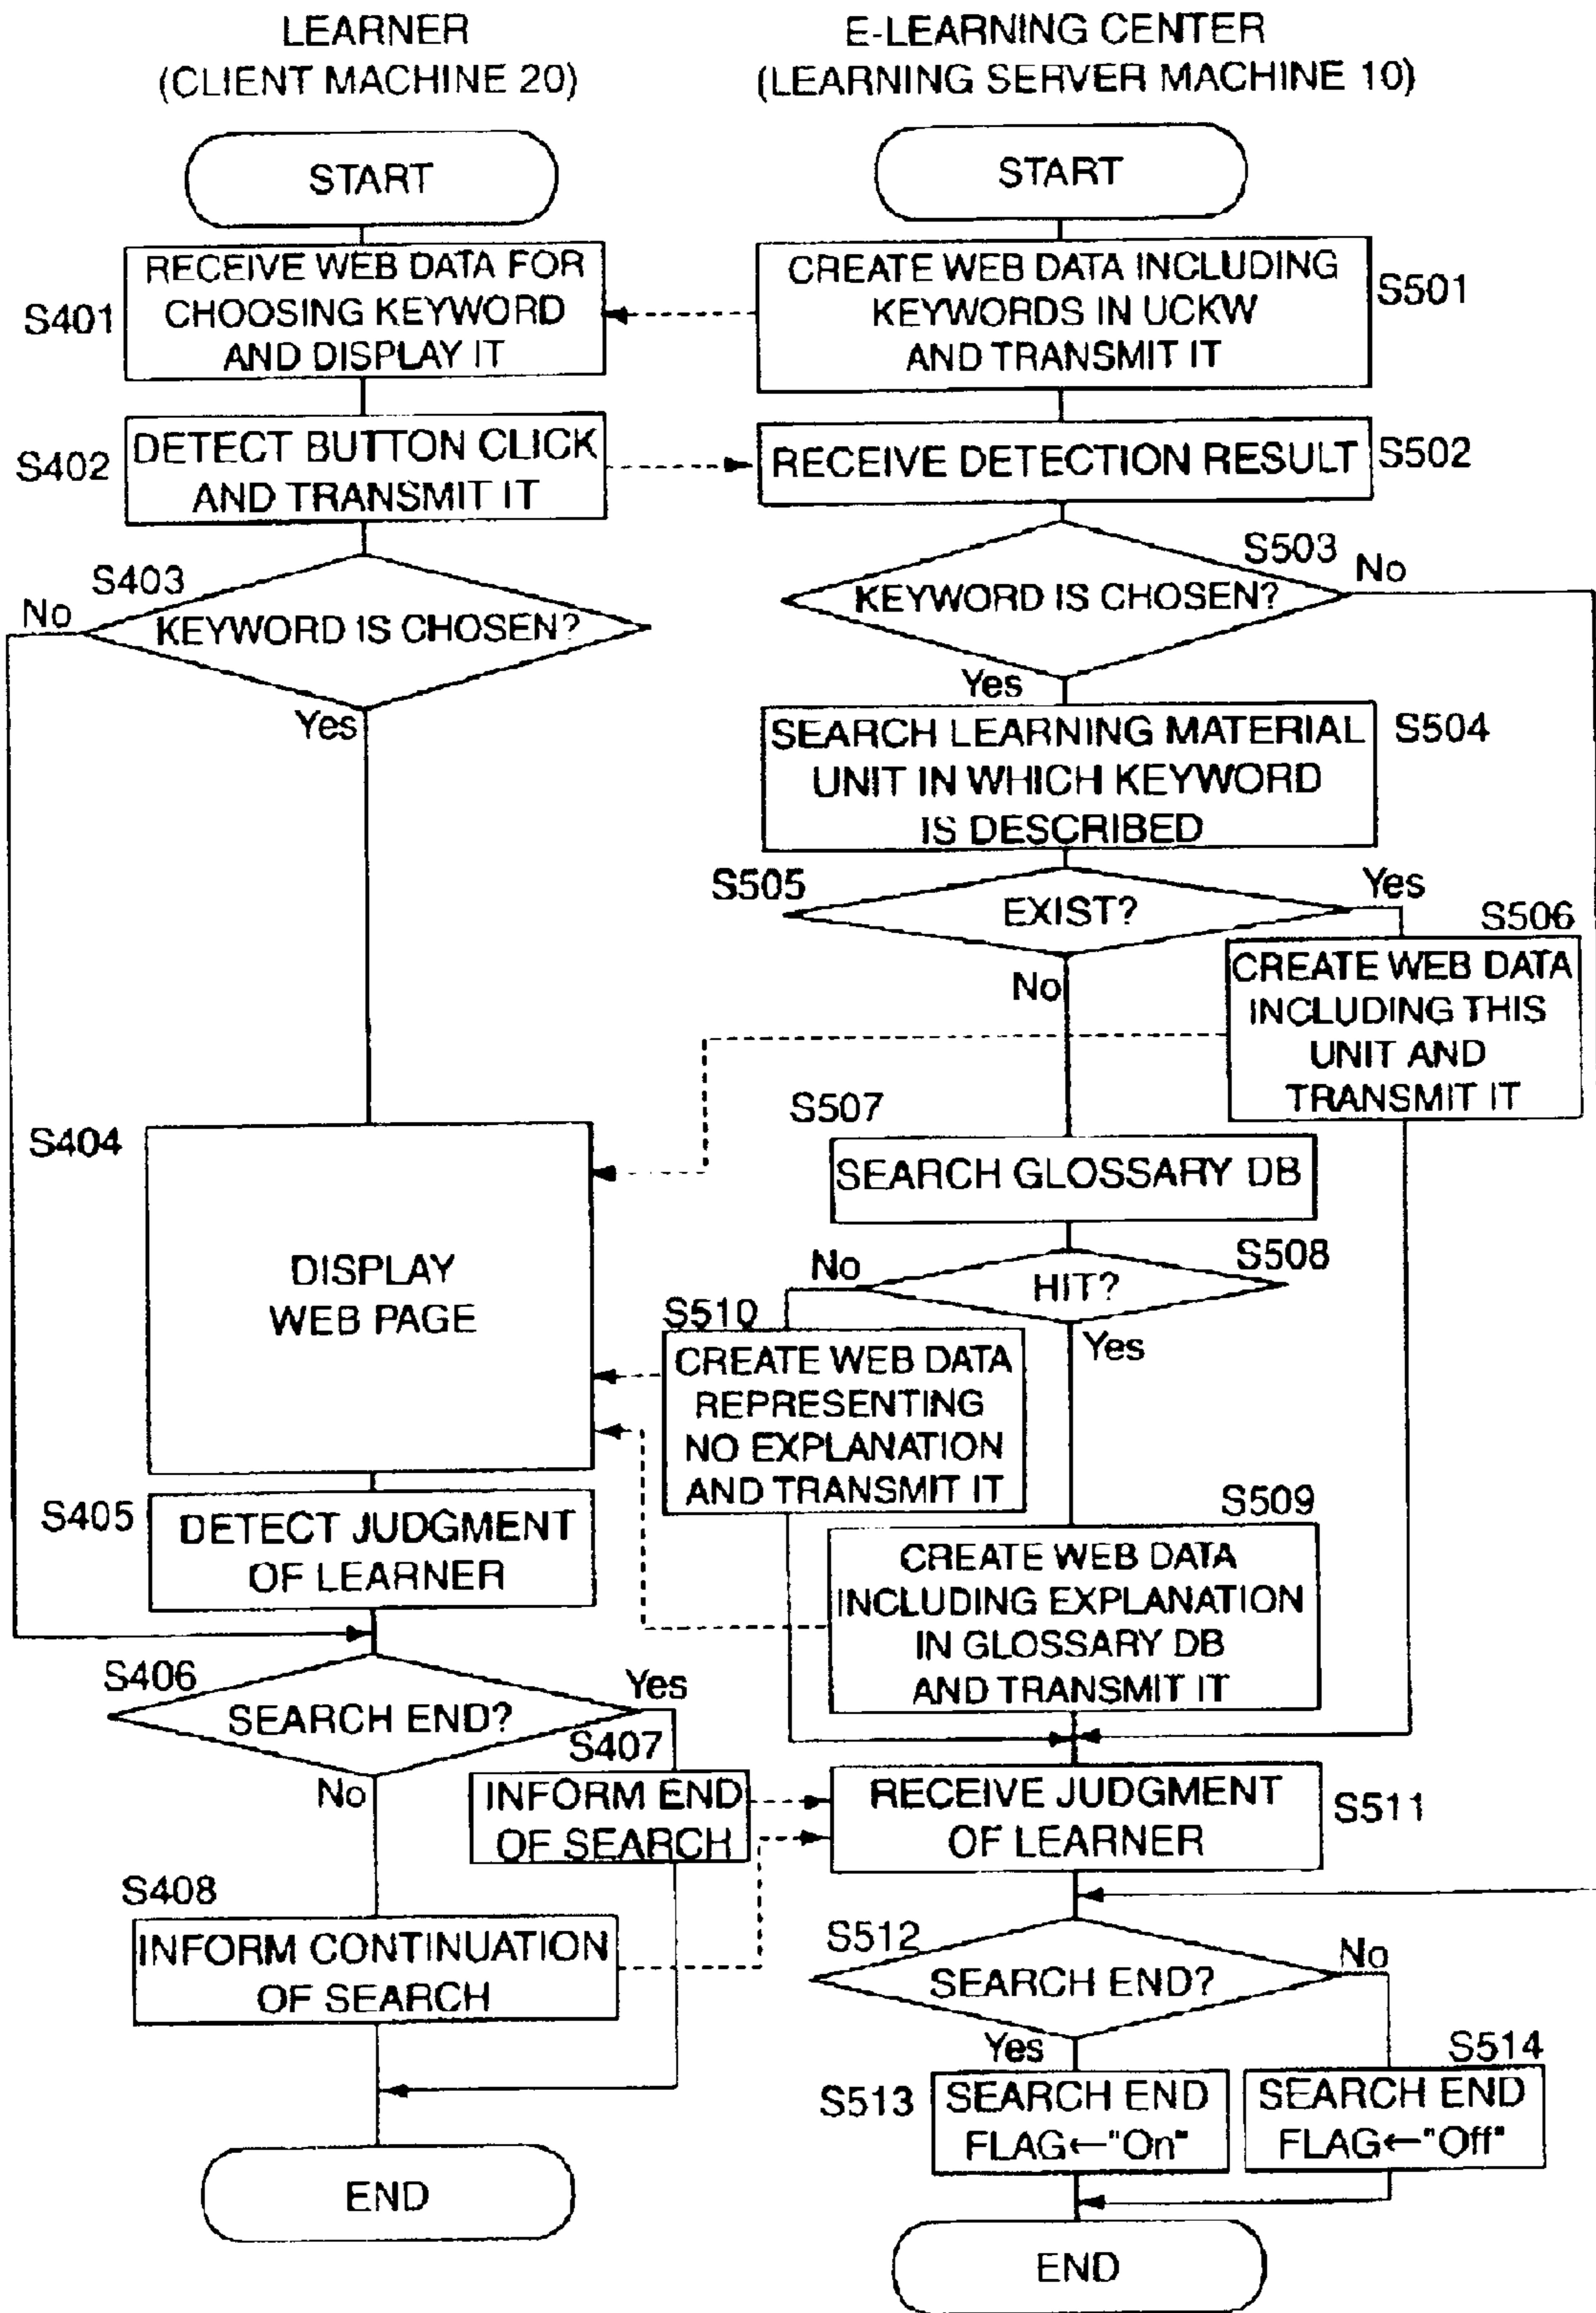 LEARNER
(CLIENT MACHINE 20)
E-LEARNING CENTER
(LEARNING SERVER MACHINE 10)
START
START
S401
RECEIVE WEB DATA FOR
CHOOSING KEYWORD
AND DISPLAY IT
CREATE WEB DATA INCLUDING
KEYWORDS IN UCKW
AND TRANSMIT IT
S501
S402
DETECT BUTTON CLICK
AND TRANSMIT IT
RECEIVE DETECTION RESULT
S502
S403
No
KEYWORD IS CHOSEN?
Yes
S503
No
KEYWORD IS CHOSEN?
Yes
SEARCH LEARNING MATERIAL
UNIT IN WHICH KEYWORD
IS DESCRIBED
S504
S505
EXIST?
Yes
No
S506
CREATE WEB DATA
INCLUDING THIS
UNIT AND
TRANSMIT IT
S507
SEARCH GLOSSARY DB
S404
DISPLAY
WEB PAGE
S508
No
HIT?
Yes
S510
CREATE WEB DATA
REPRESENTING
NO EXPLANATION
AND TRANSMIT IT
S405
DETECT JUDGMENT
OF LEARNER
S509
CREATE WEB DATA
INCLUDING EXPLANATION
IN GLOSSARY DB
AND TRANSMIT IT
S406
SEARCH END?
Yes
No
S407
INFORM END
OF SEARCH
RECEIVE JUDGMENT
OF LEARNER
S511
S408
INFORM CONTINUATION
OF SEARCH
S512
SEARCH END?
No
Yes
S513
SEARCH END
FLAG←"On"
S514
SEARCH END
FLAG←"Off"
END
END